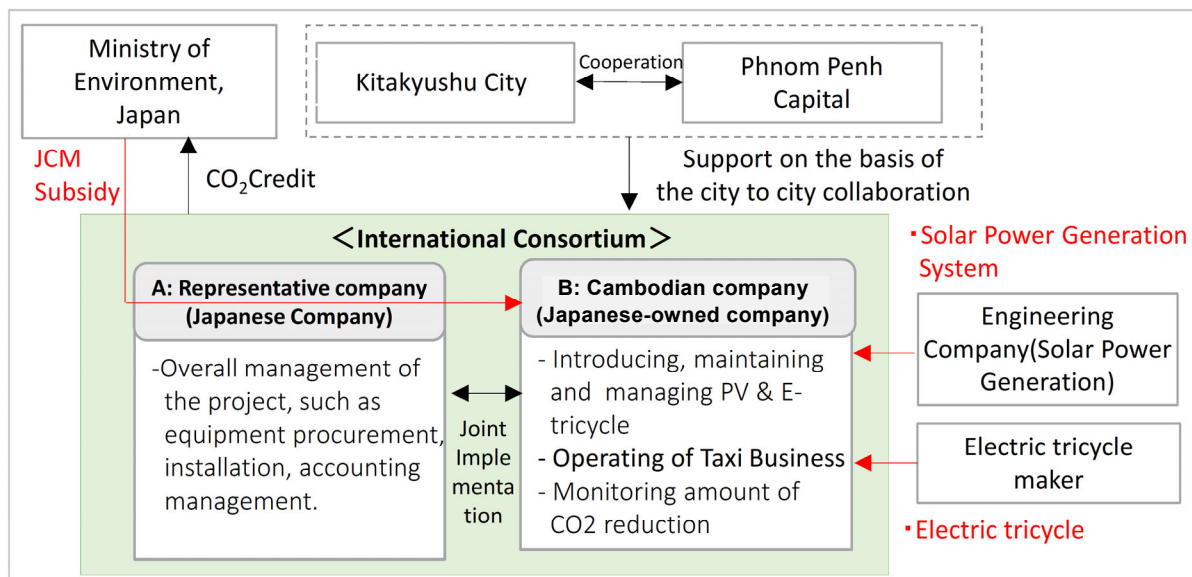 Ministry of
Environment,
Japan
Kitakyushu City
Cooperation
Phnom Penh
Capital
JCM
Subsidy
CO₂Credit
Support on the basis of
the city to city collaboration
＜International Consortium＞
A: Representative company
(Japanese Company)
-Overall management of
the project, such as
equipment procurement,
installation, accounting
management.
Joint
Imple
menta
tion
B: Cambodian company
(Japanese-owned company)
- Introducing, maintaining
and managing PV & E-
tricycle
- Operating of Taxi Business
- Monitoring amount of
CO2 reduction
・Solar Power Generation
System
Engineering
Company(Solar Power
Generation)
Electric tricycle
maker
・Electric tricycle